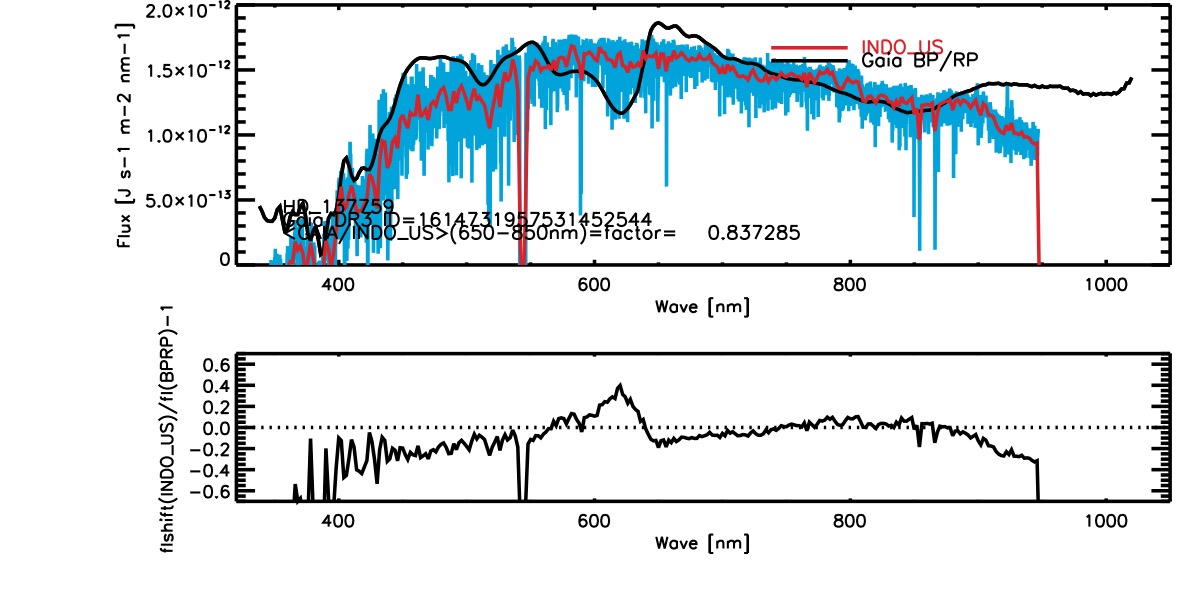 2.0×10⁻¹²
1.5×10⁻¹²
1.0×10⁻¹²
5.0×10⁻¹³
0
Flux [J s−1 m−2 nm−1]
INDO_US
Gaia BP/RP
HD_137759
Gaia DR3 ID=1614731957531452544
<GAIA/INDO_US>(650−850nm)=factor= 0.837285
400 600 800 1000
Wave [nm]
flshift(INDO_US)/fl(BPRP)−1
0.6
0.4
0.2
0.0
−0.2
−0.4
−0.6
400 600 800 1000
Wave [nm]